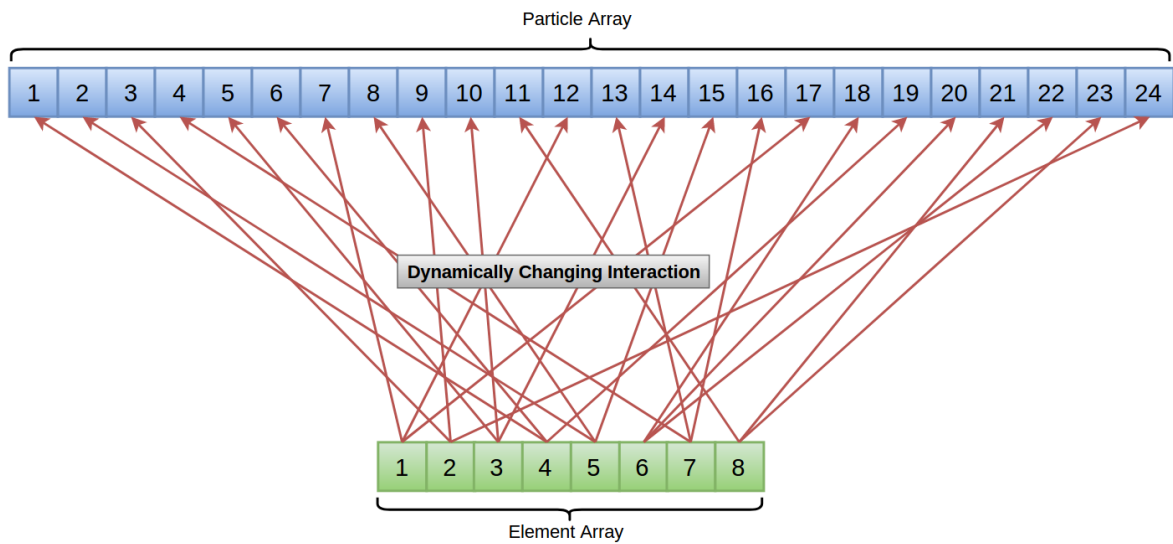 Particle Array
1 2 3 4 5 6 7 8 9 10 11 12 13 14 15 16 17 18 19 20 21 22 23 24
Dynamically Changing Interaction
1 2 3 4 5 6 7 8
Element Array